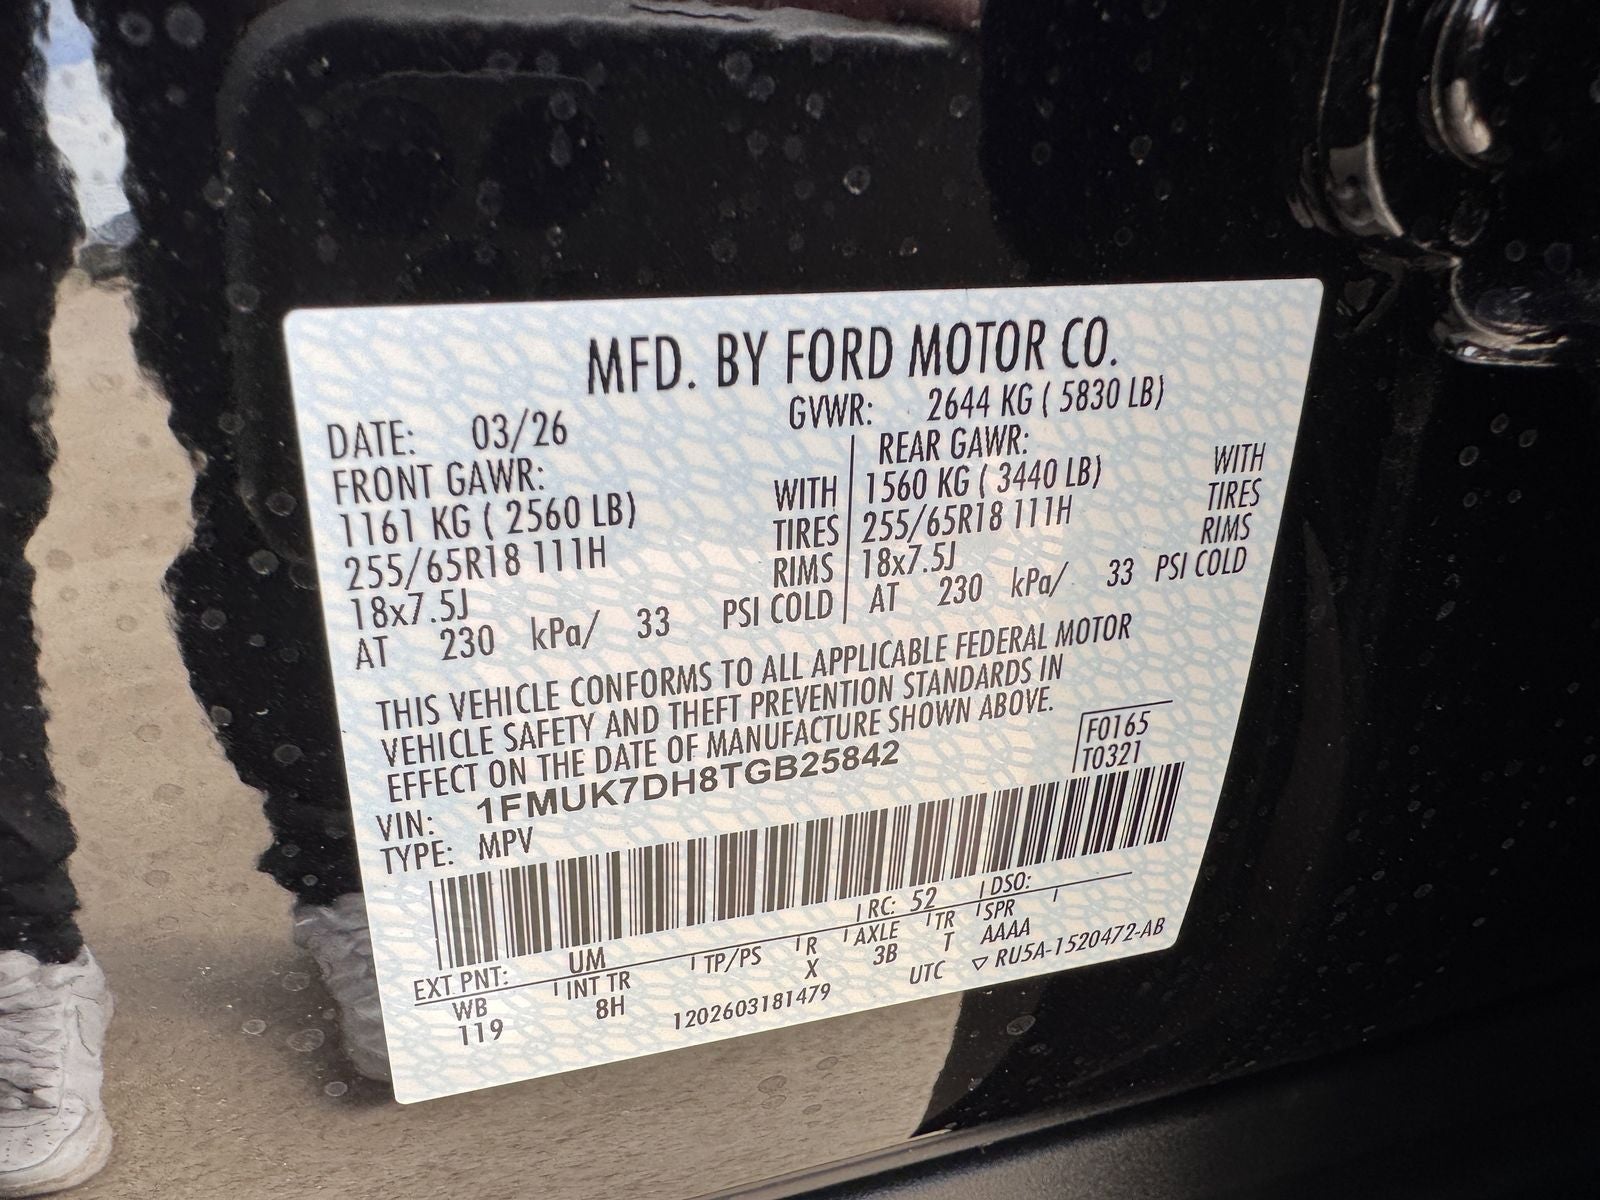 MFD. BY FORD MOTOR CO.
DATE: 03/26 GVWR: 2644 KG ( 5830 LB)
FRONT GAWR: REAR GAWR:
1161 KG ( 2560 LB) WITH 1560 KG ( 3440 LB) WITH
255/65R18 111H TIRES 255/65R18 111H TIRES
18x7.5J RIMS 18x7.5J RIMS
AT 230 kPa/ 33 PSI COLD AT 230 kPa/ 33 PSI COLD
THIS VEHICLE CONFORMS TO ALL APPLICABLE FEDERAL MOTOR
VEHICLE SAFETY AND THEFT PREVENTION STANDARDS IN
EFFECT ON THE DATE OF MANUFACTURE SHOWN ABOVE.
F0165
T0321
VIN: 1FMUK7DH8TGB25842
TYPE: MPV
EXT PNT: UM RC: 52 DSO:
WB INT TR TP/PS R AXLE TR SPR
119 8H X 3B T AAAA
1202603181479 UTC ▽ RU5A-1520472-AB